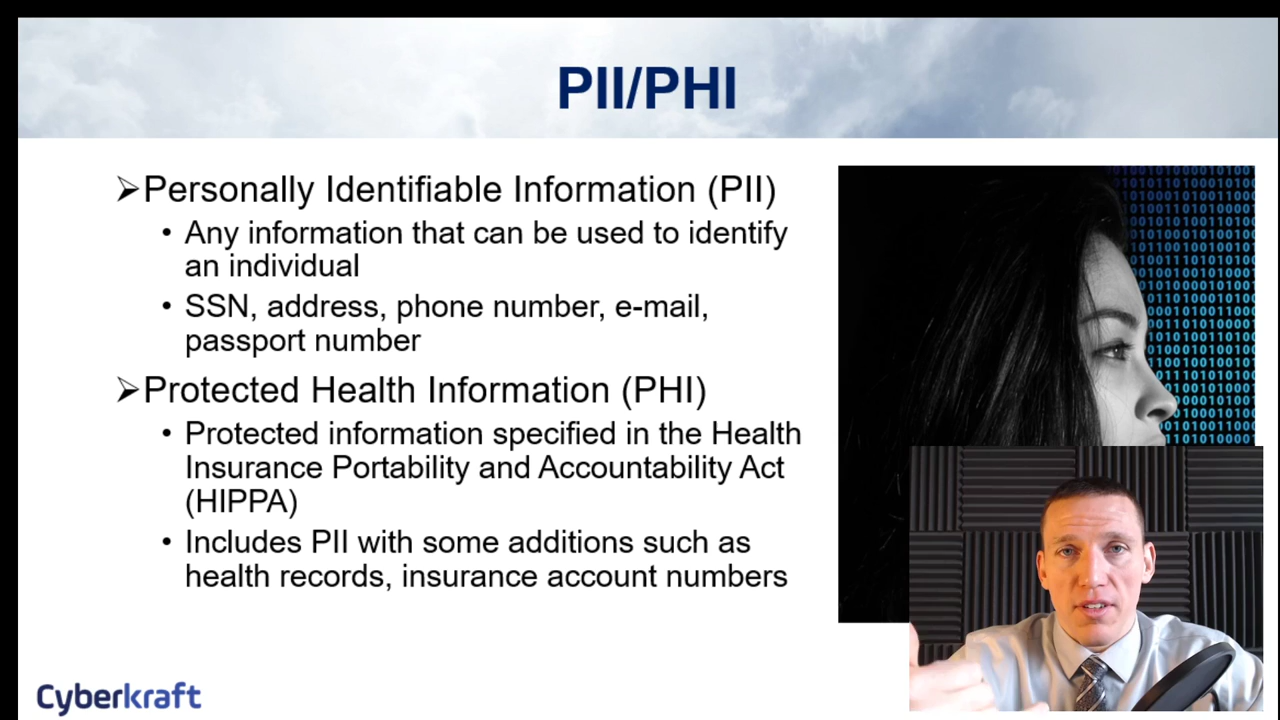 PII/PHI
➢Personally Identifiable Information (PII)
• Any information that can be used to identify
an individual
• SSN, address, phone number, e-mail,
passport number
➢Protected Health Information (PHI)
• Protected information specified in the Health
Insurance Portability and Accountability Act
(HIPPA)
• Includes PII with some additions such as
health records, insurance account numbers
Cyberkraft